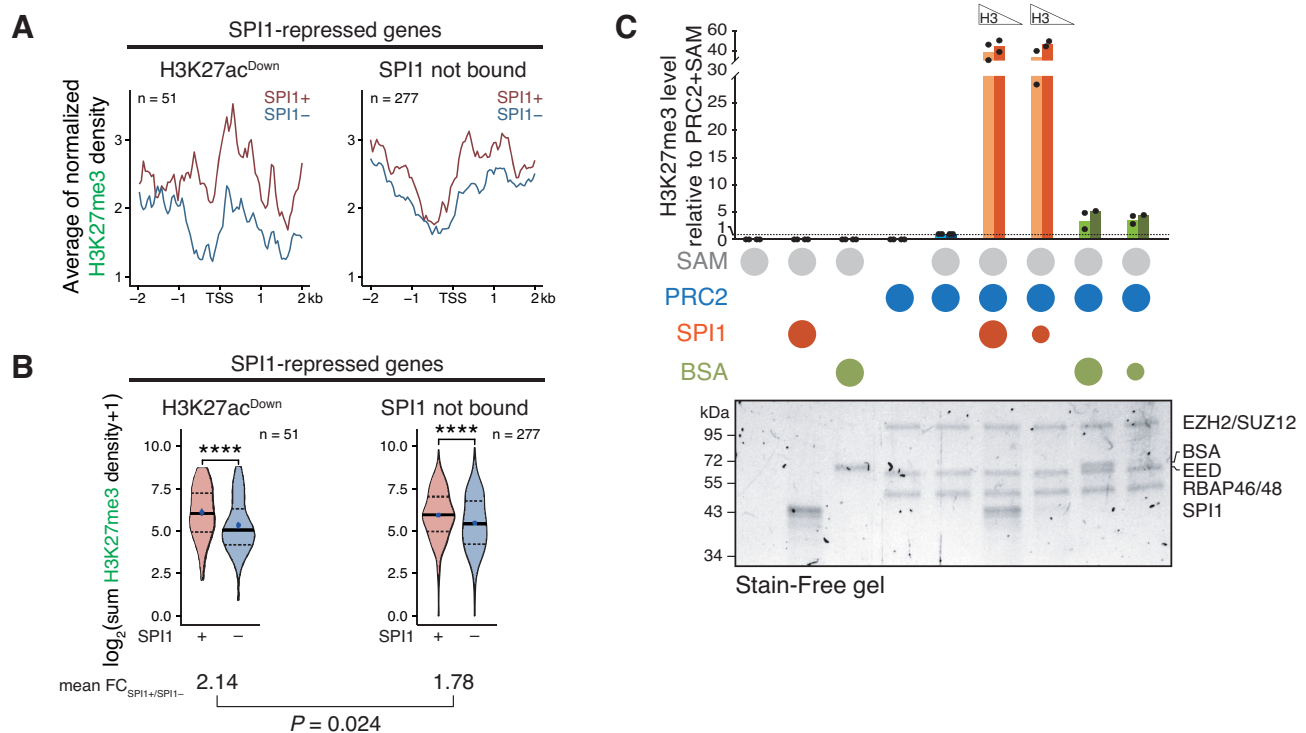 A
SPI1-repressed genes
H3K27ac^Down
SPI1 not bound
n = 51
SPI1+
SPI1−
n = 277
SPI1+
SPI1−
Average of normalized
H3K27me3 density
3
2
1
3
2
1
−2 −1 TSS 1 2 kb
−2 −1 TSS 1 2 kb
B
SPI1-repressed genes
H3K27ac^Down
SPI1 not bound
n = 51
n = 277
****
****
log2(sum H3K27me3 density+1)
10.0
7.5
5.0
2.5
0.0
10.0
7.5
5.0
2.5
0.0
SPI1 + −
SPI1 + −
mean FC SPI1+/SPI1− 2.14 1.78
P = 0.024
C
H3 H3
H3K27me3 level
relative to PRC2+SAM
60
40
30
25
20
15
10
5
1
0
SAM
PRC2
SPI1
BSA
kDa
95
72
55
43
34
EZH2/SUZ12
BSA
EED
RBAP46/48
SPI1
Stain-Free gel